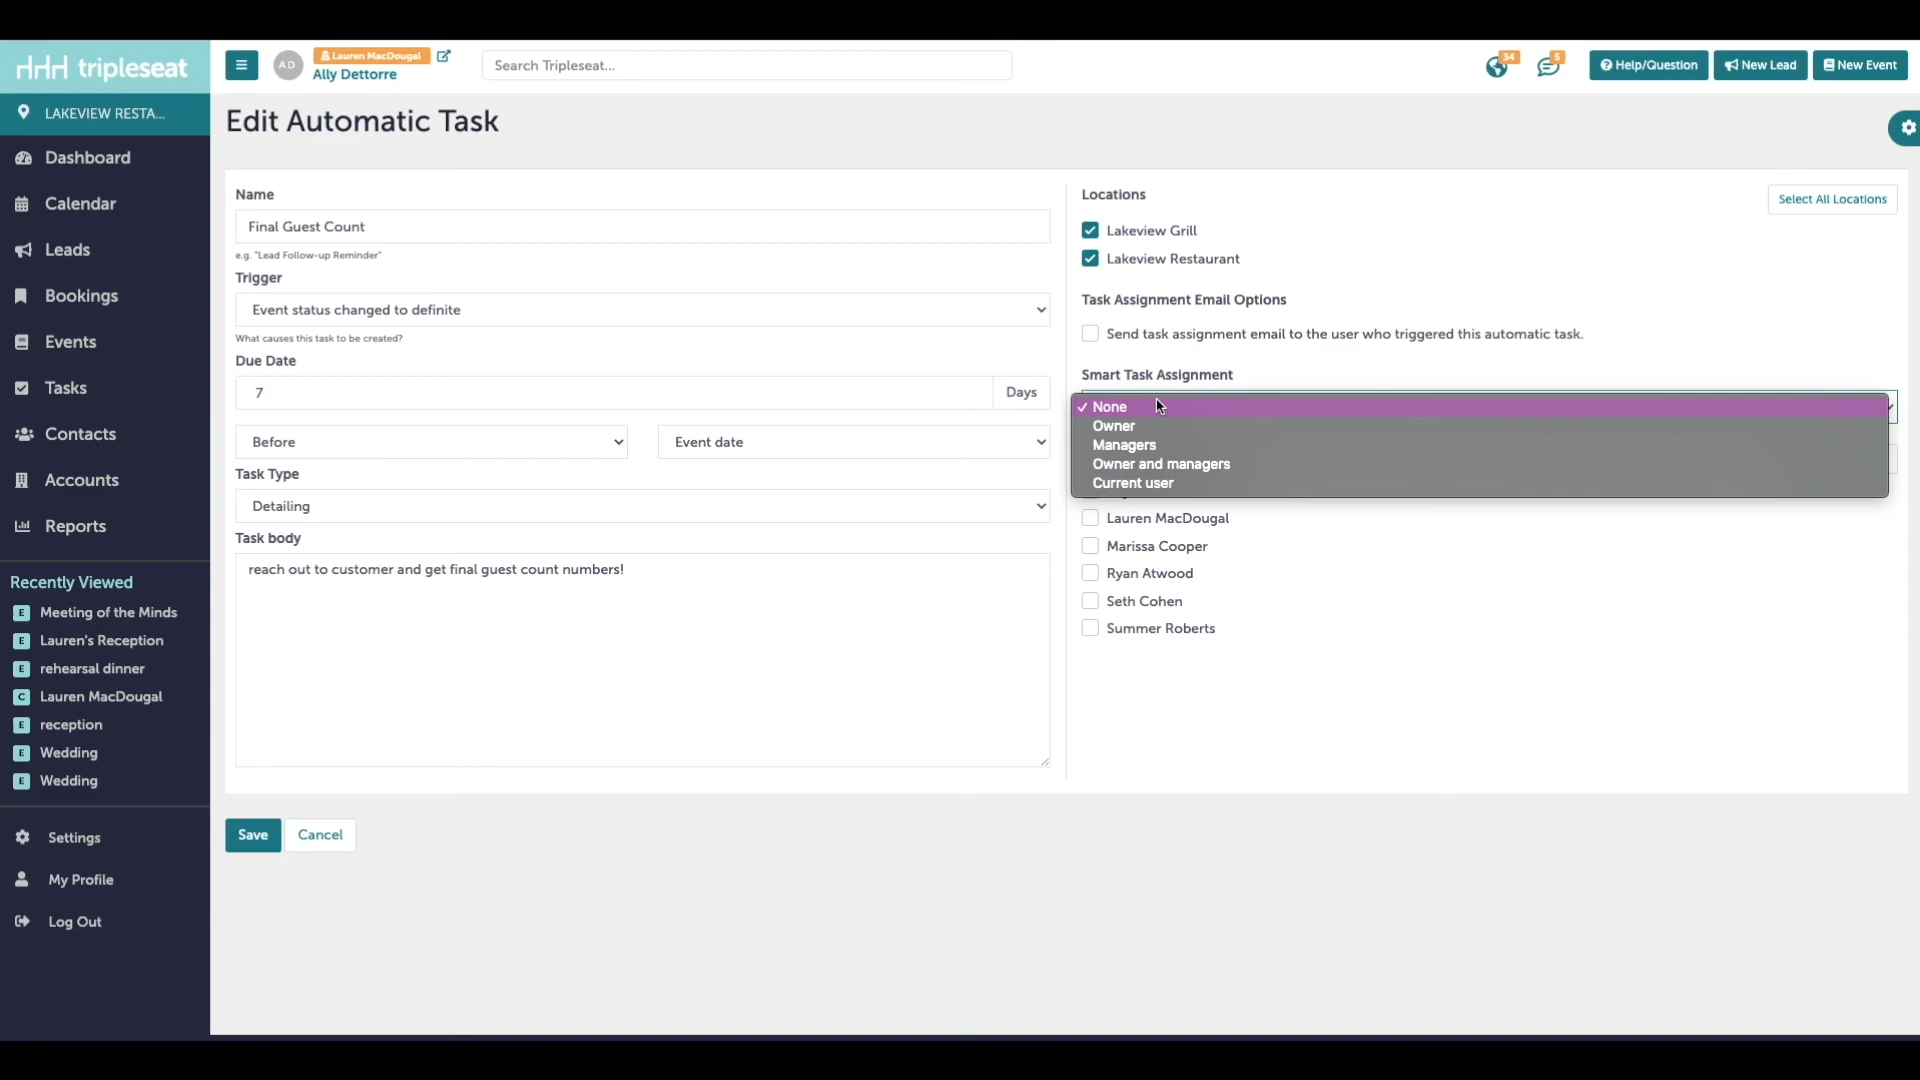 tripleseat
AD
Lauren MacDougal
Ally Dettorre
Search Tripleseat...
34
5
Help/Question
New Lead
New Event
LAKEVIEW RESTA...
Dashboard
Calendar
Leads
Bookings
Events
Tasks
Contacts
Accounts
Reports
Recently Viewed
E Meeting of the Minds
E Lauren's Reception
E rehearsal dinner
C Lauren MacDougal
E reception
E Wedding
E Wedding
Settings
My Profile
Log Out
Edit Automatic Task
Name
Final Guest Count
e.g. "Lead Follow-up Reminder"
Trigger
Event status changed to definite
What causes this task to be created?
Due Date
7 Days
Before Event date
Task Type
Detailing
Task body
reach out to customer and get final guest count numbers!
Save Cancel
Locations
Select All Locations
Lakeview Grill
Lakeview Restaurant
Task Assignment Email Options
Send task assignment email to the user who triggered this automatic task.
Smart Task Assignment
None
Owner
Managers
Owner and managers
Current user
Lauren MacDougal
Marissa Cooper
Ryan Atwood
Seth Cohen
Summer Roberts